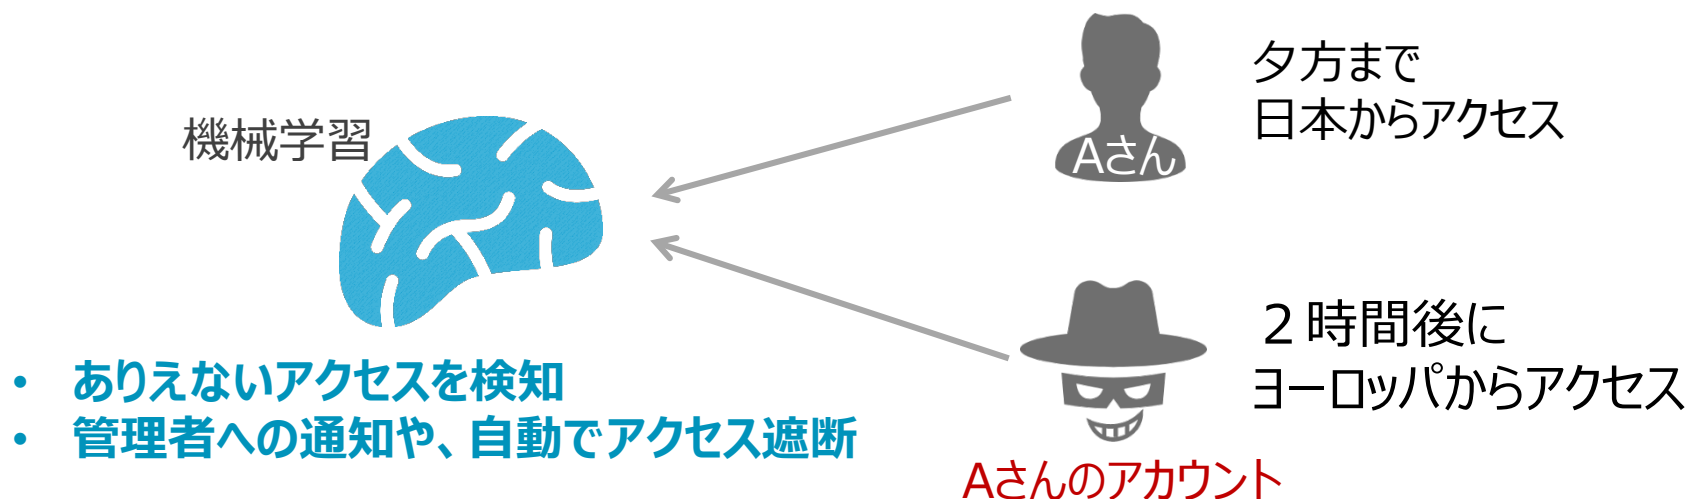 夕方まで
日本からアクセス
機械学習
Aさん
２時間後に
ヨーロッパからアクセス
• ありえないアクセスを検知
• 管理者への通知や、自動でアクセス遮断
Aさんのアカウント